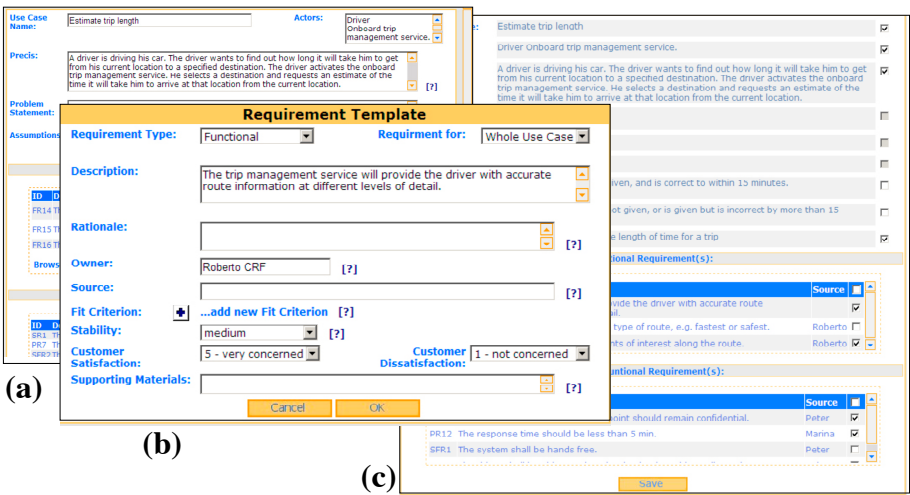 Use Case
Name:
Estimate trip length
Actors:
Driver
Onboard trip
management service.
Precis:
A driver is driving his car. The driver wants to find out how long it will take him to get
from his current location to a specified destination. The driver activates the onboard
trip management service. He selects a destination and requests an estimate of the
time it will take him to arrive at that location from the current location.
[?]
Problem
Statement:
Assumptions
ID D
FR14 Th
FR15 T
FR16 T
Brows
ID De
SR1 Th
PR7 Th
SFR2 Th
(a)
Requirement Template
Requirement Type:
Functional
Requirment for:
Whole Use Case
Description:
The trip management service will provide the driver with accurate
route information at different levels of detail.
Rationale:
[?]
Owner:
Roberto CRF
[?]
Source:
[?]
Fit Criterion:
+
...add new Fit Criterion [?]
Stability:
medium
[?]
Customer
Satisfaction:
5 - very concerned
Customer
Dissatisfaction:
1 - not concerned
Supporting Materials:
[?]
Cancel
OK
(b)
e:
Estimate trip length
Driver Onboard trip management service.
A driver is driving his car. The driver wants to find out how long it will take him to get
from his current location to a specified destination. The driver activates the onboard
trip management service. He selects a destination and requests an estimate of the
time it will take him to arrive at that location from the current location.
iven, and is correct to within 15 minutes.
ot given, or is given but is incorrect by more than 15
e length of time for a trip
tional Requirement(s):
Source
vide the driver with accurate route
ail.
type of route, e.g. fastest or safest.
Roberto
nts of interest along the route.
Roberto
untional Requirement(s):
Source
oint should remain confidential.
Peter
PR12 The response time should be less than 5 min.
Marina
SFR1 The system shall be hands free.
Peter
Save
(c)